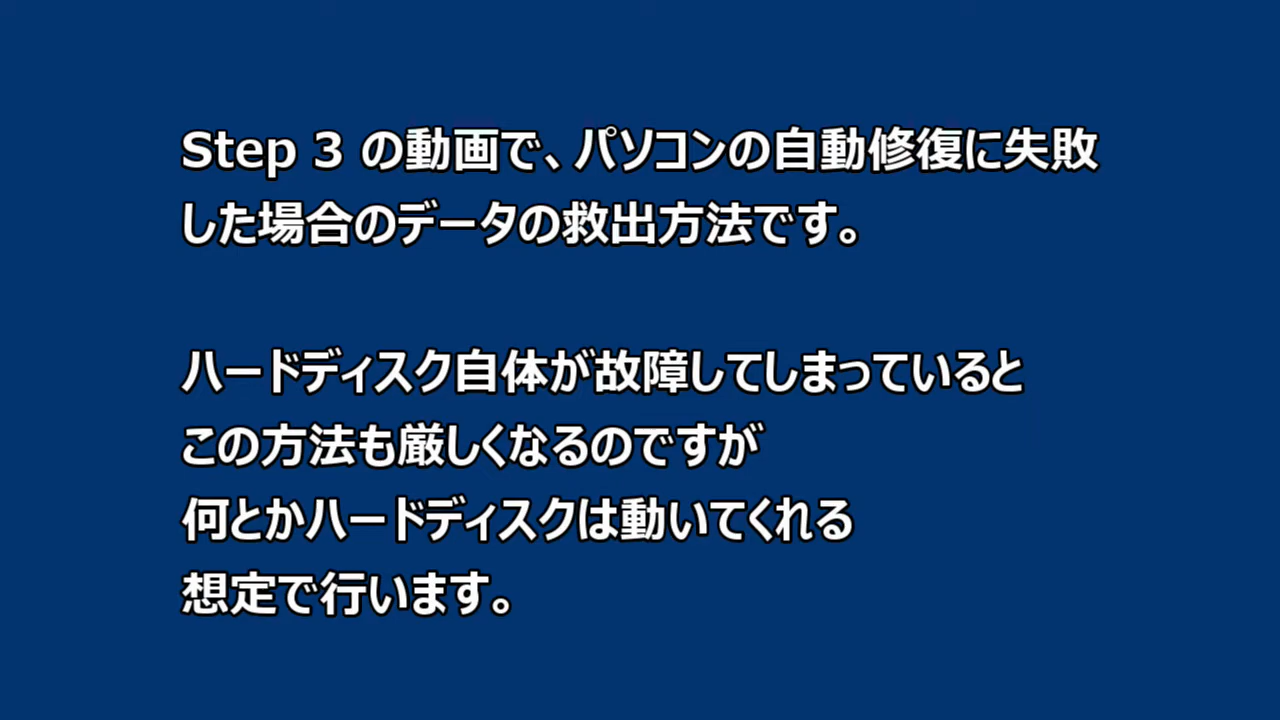 Step 3 の動画で、パソコンの自動修復に失敗
した場合のデータの救出方法です。
ハードディスク自体が故障してしまっていると
この方法も厳しくなるのですが
何とかハードディスクは動いてくれる
想定で行います。